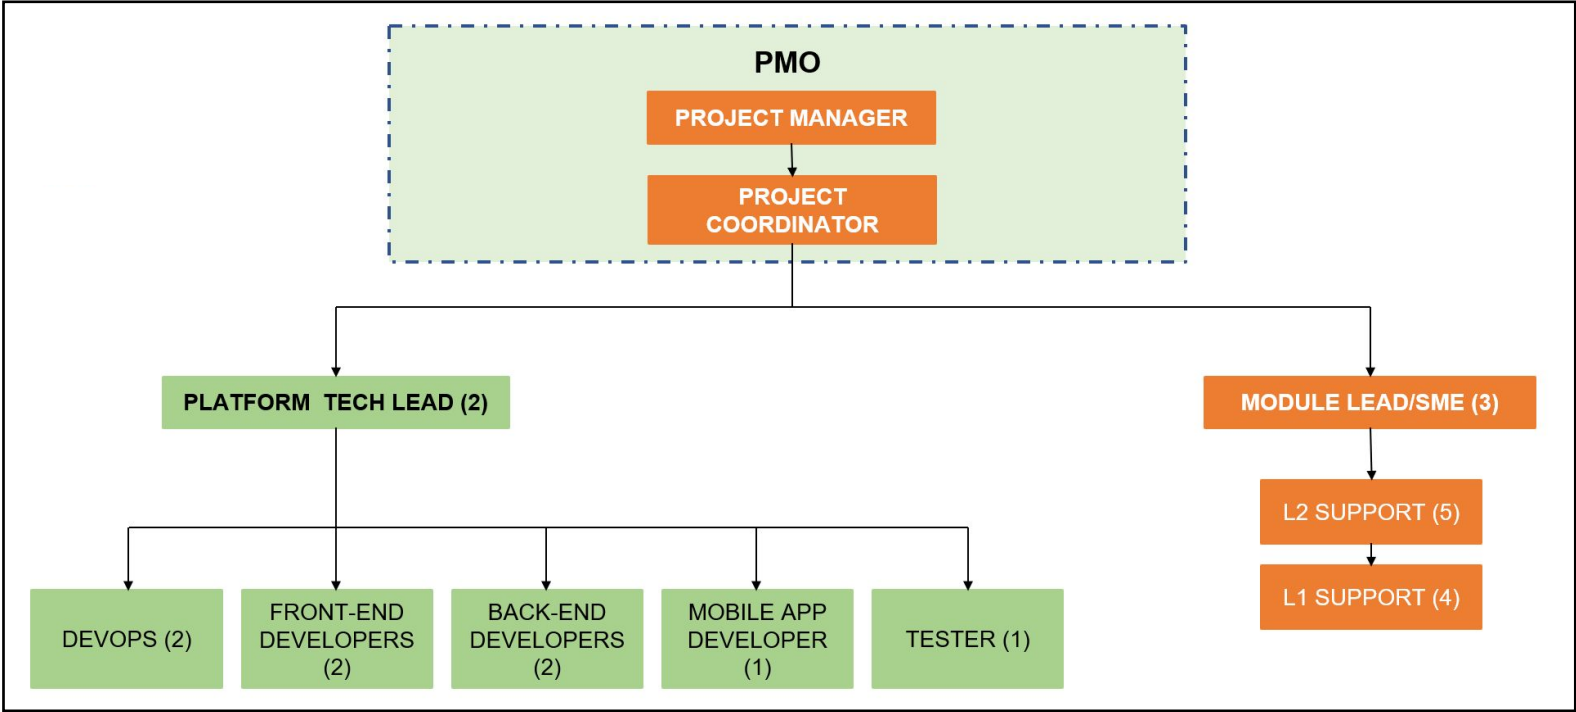 PMO
PROJECT MANAGER
PROJECT
COORDINATOR
PLATFORM TECH LEAD (2)
MODULE LEAD/SME (3)
L2 SUPPORT (5)
L1 SUPPORT (4)
DEVOPS (2)
FRONT-END
DEVELOPERS
(2)
BACK-END
DEVELOPERS
(2)
MOBILE APP
DEVELOPER
(1)
TESTER (1)